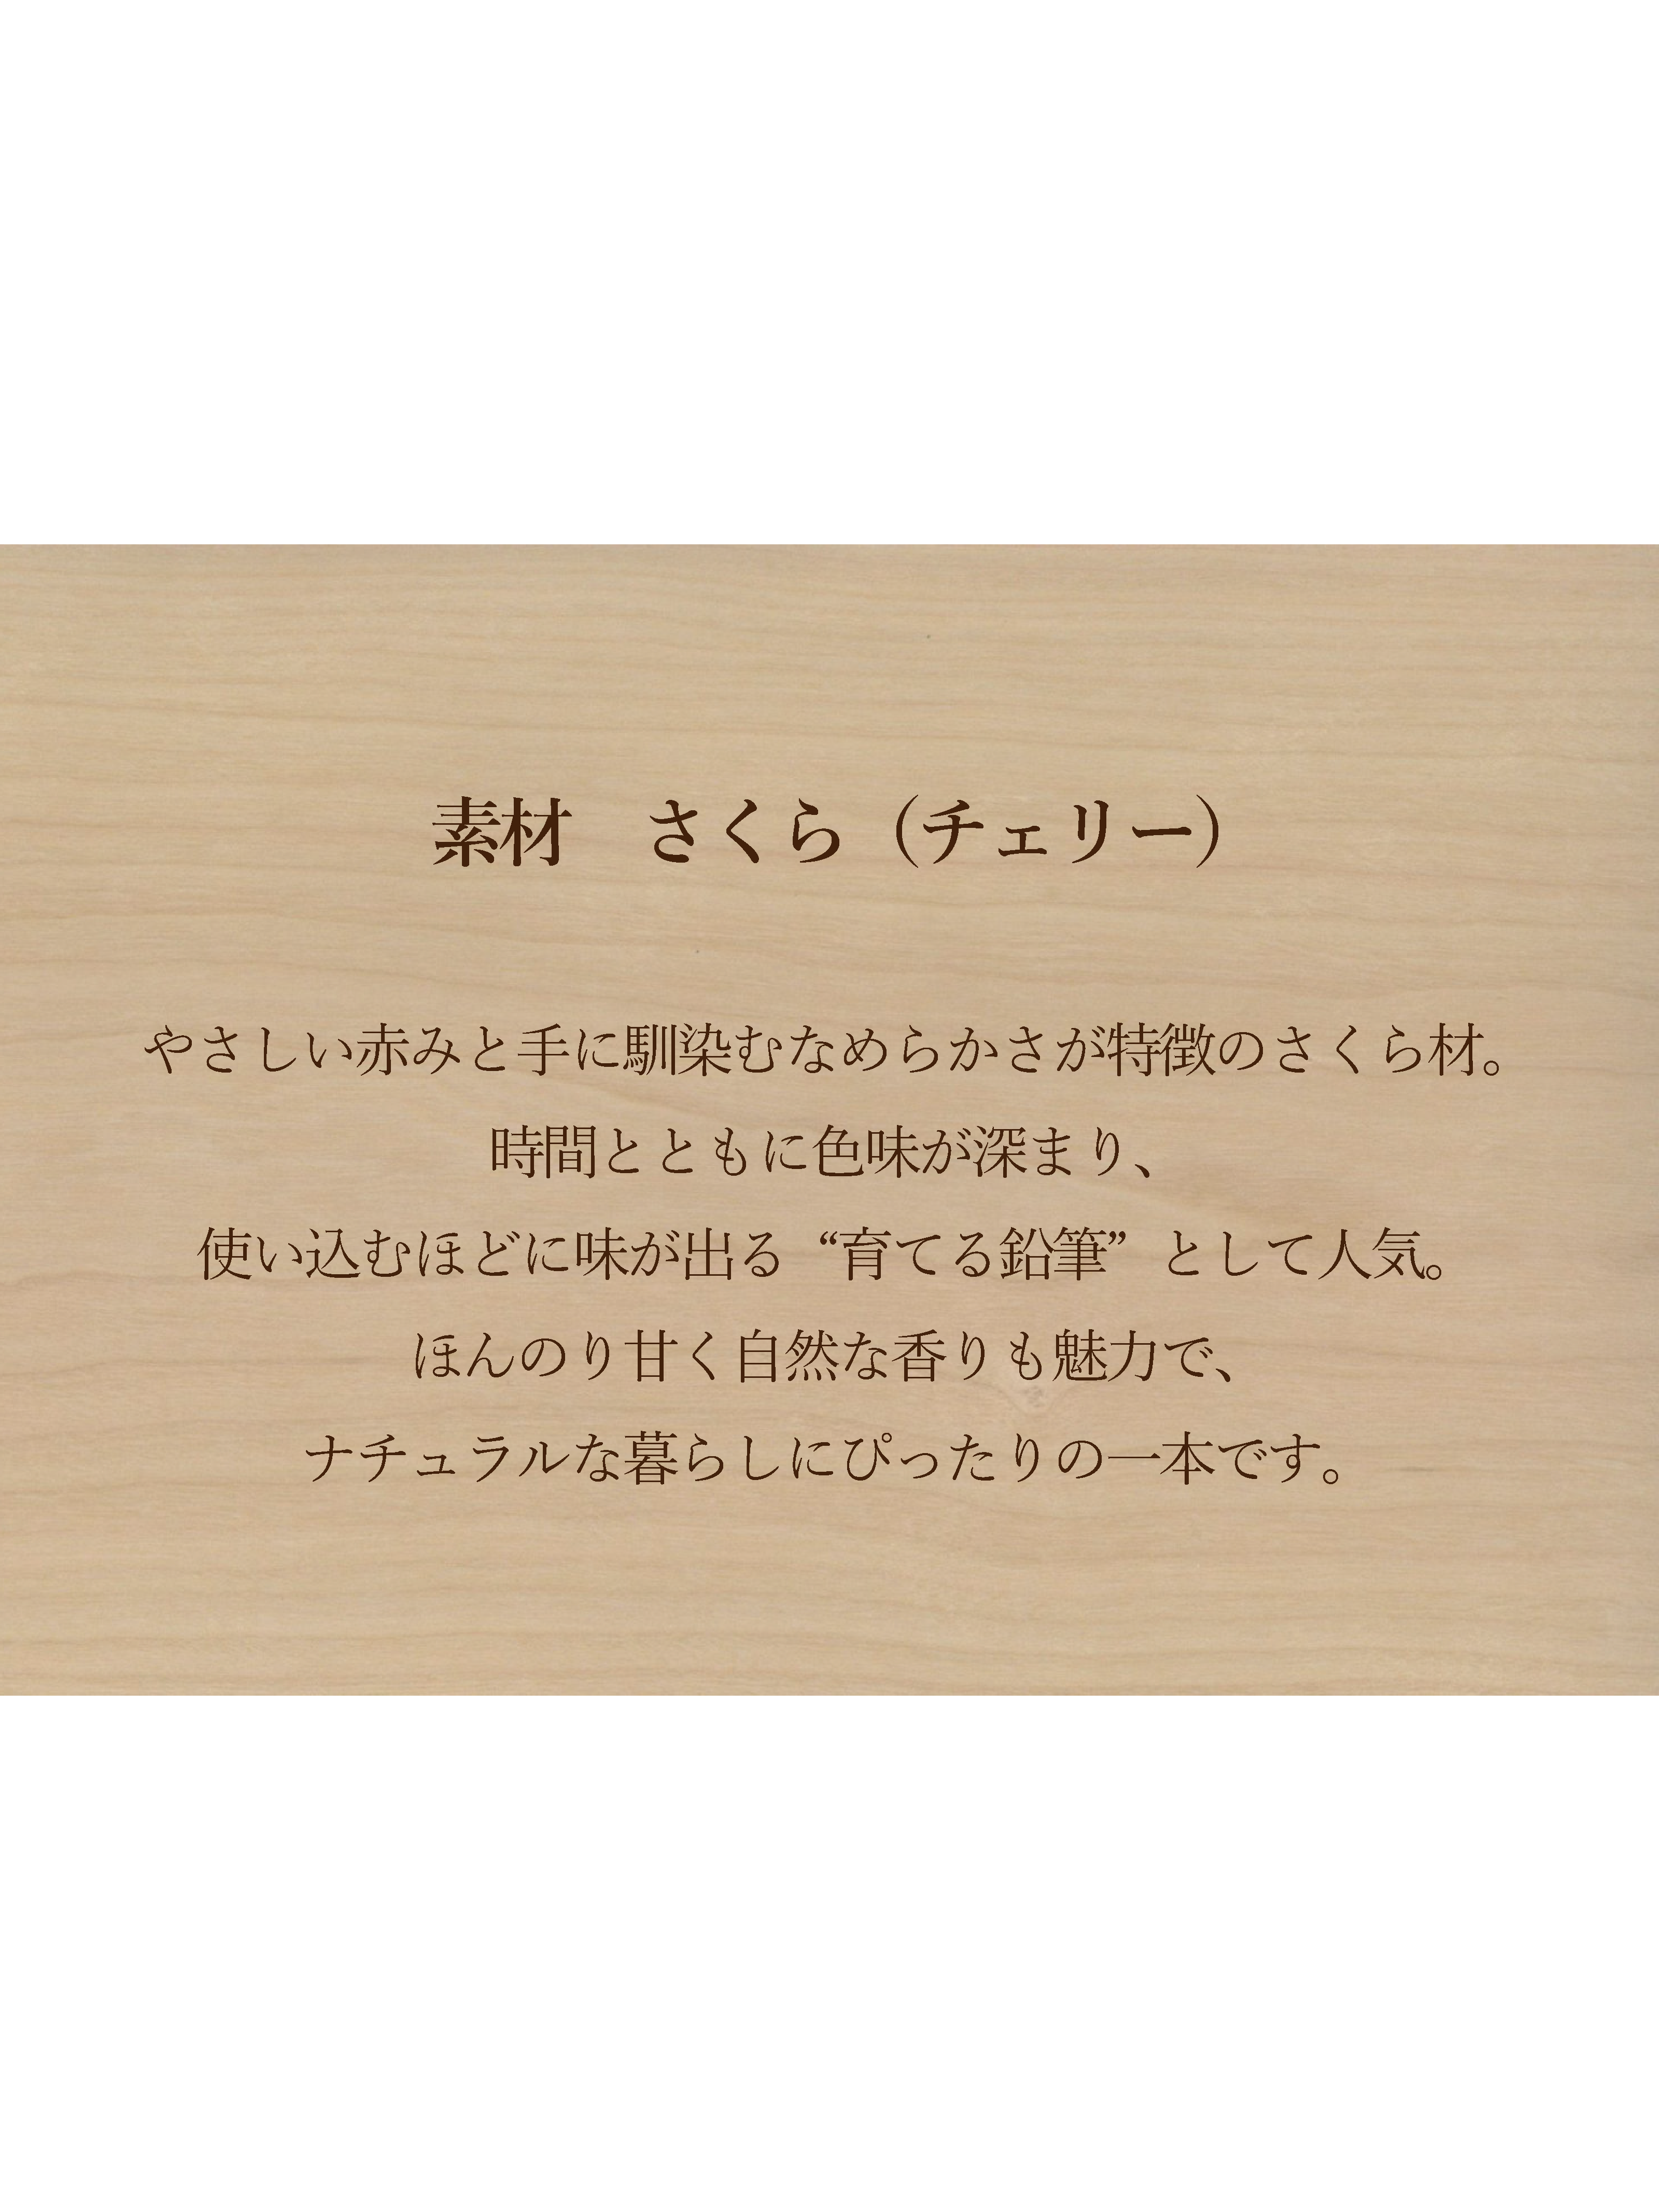 素材　さくら（チェリー）
やさしい赤みと手に馴染むなめらかさが特徴のさくら材。
時間とともに色味が深まり、
使い込むほどに味が出る“育てる鉛筆”として人気。
ほんのり甘く自然な香りも魅力で、
ナチュラルな暮らしにぴったりの一本です。